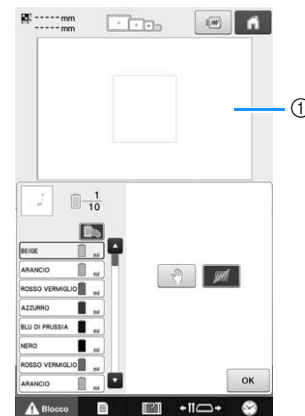 ----- mm
----- mm
①
1
10
BEIGE
ARANCIO
ROSSO VERMIGLIO
AZZURRO
BLU DI PRUSSIA
NERO
ROSSO VERMIGLIO
ARANCIO
OK
Blocco